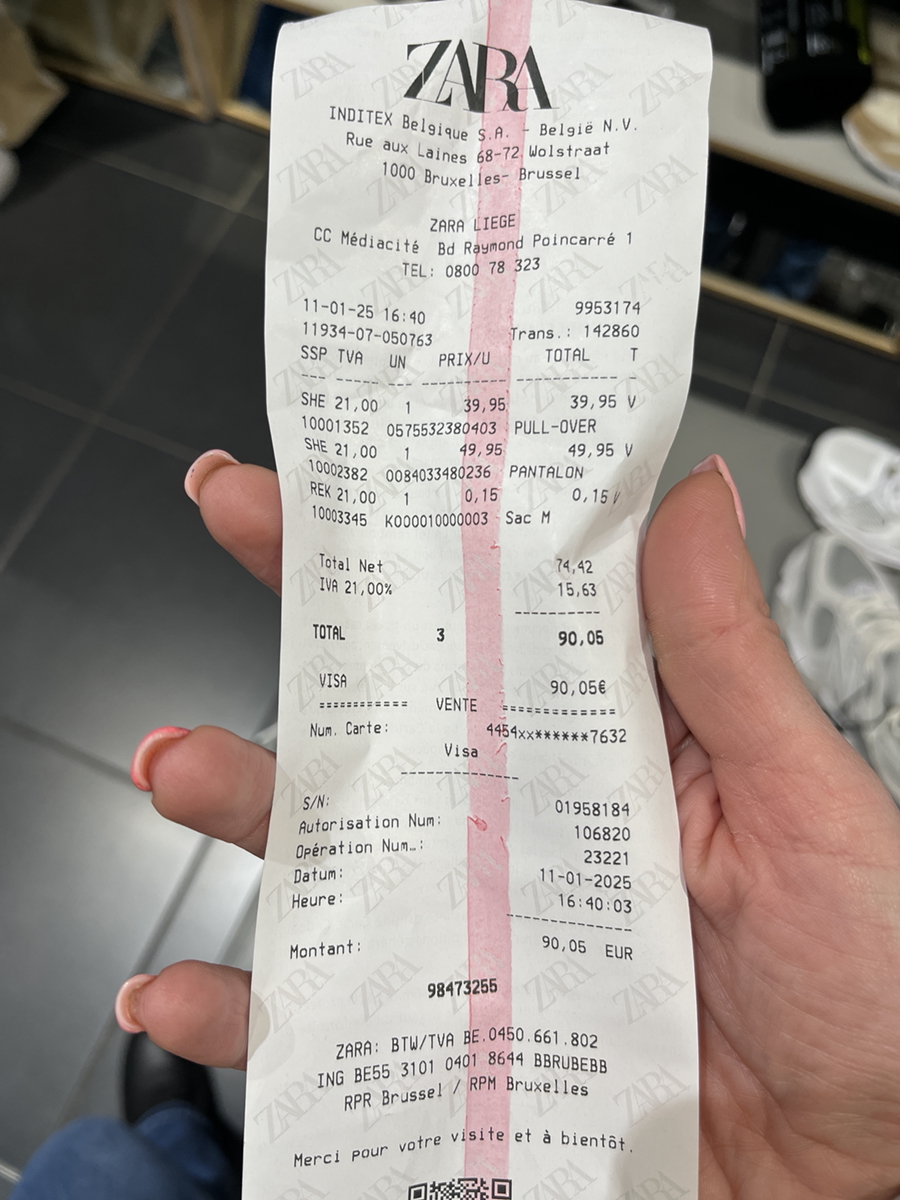 ZARA
INDITEX Belgique S.A. - België N.V.
Rue aux Laines 68-72 Wolstraat
1000 Bruxelles- Brussel
ZARA LIEGE
CC Médiacité Bd Raymond Poincarré 1
TEL: 0800 78 323
11-01-25 16:40 9953174
11934-07-050763 Trans.: 142860
SSP TVA UN PRIX/U TOTAL T
--- ----- --- ---------- ------------ -
SHE 21,00 1 39,95 39,95 V
10001352 0575532380403 PULL-OVER
SHE 21,00 1 49,95 49,95 V
10002382 0084033480236 PANTALON
REK 21,00 1 0,15 0,15 V
10003345 K000010000003 Sac M
Total Net 74,42
IVA 21,00% 15,63
----------
TOTAL 3 90,05
VISA 90,05€
=========== VENTE ==============
Num. Carte: 4454xx******7632
Visa
--------------
S/N: 01958184
Autorisation Num: 106820
Opération Num…: 23221
Datum: 11-01-2025
Heure: 16:40:03
---------------
Montant: 90,05 EUR
98473255
ZARA: BTW/TVA BE.0450.661.802
ING BE55 3101 0401 8644 BBRUBEBB
RPR Brussel / RPM Bruxelles
Merci pour votre visite et à bientôt.